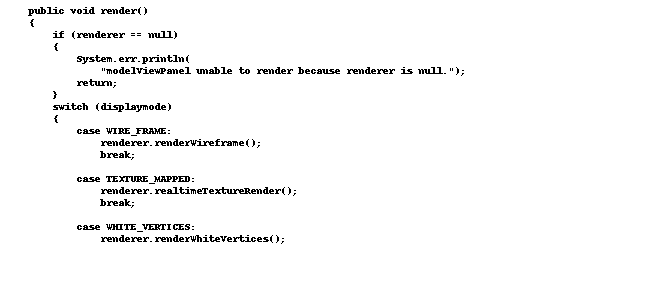 public void render()
{
if (renderer == null)
{
System.err.println(
"modelViewPanel unable to render because renderer is null.");
return;
}
switch (displaymode)
{
case WIRE_FRAME:
renderer.renderWireframe();
break;
case TEXTURE_MAPPED:
renderer.realtimeTextureRender();
break;
case WHITE_VERTICES:
renderer.renderWhiteVertices();